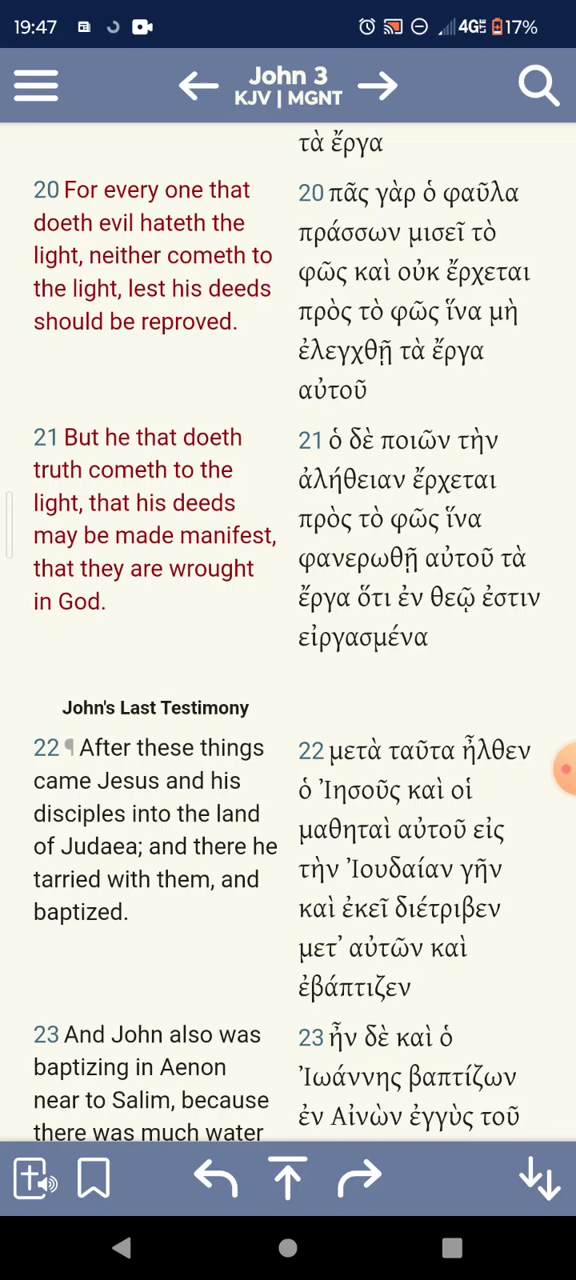 19:47
4G
17%
John 3
KJV | MGNT
τὰ ἔργα
20 For every one that
doeth evil hateth the
light, neither cometh to
the light, lest his deeds
should be reproved.
20 πᾶς γὰρ ὁ φαῦλα
πράσσων μισεῖ τὸ
φῶς καὶ οὐκ ἔρχεται
πρὸς τὸ φῶς ἵνα μὴ
ἐλεγχθῇ τὰ ἔργα
αὐτοῦ
21 But he that doeth
truth cometh to the
light, that his deeds
may be made manifest,
that they are wrought
in God.
21 ὁ δὲ ποιῶν τὴν
ἀλήθειαν ἔρχεται
πρὸς τὸ φῶς ἵνα
φανερωθῇ αὐτοῦ τὰ
ἔργα ὅτι ἐν θεῷ ἐστιν
εἰργασμένα
John's Last Testimony
22 ¶ After these things
came Jesus and his
disciples into the land
of Judaea; and there he
tarried with them, and
baptized.
22 μετὰ ταῦτα ἦλθεν
ὁ Ἰησοῦς καὶ οἱ
μαθηταὶ αὐτοῦ εἰς
τὴν Ἰουδαίαν γῆν
καὶ ἐκεῖ διέτριβεν
μετ’ αὐτῶν καὶ
ἐβάπτιζεν
23 And John also was
baptizing in Aenon
near to Salim, because
there was much water
23 ἦν δὲ καὶ ὁ
Ἰωάννης βαπτίζων
ἐν Αἰνὼν ἐγγὺς τοῦ